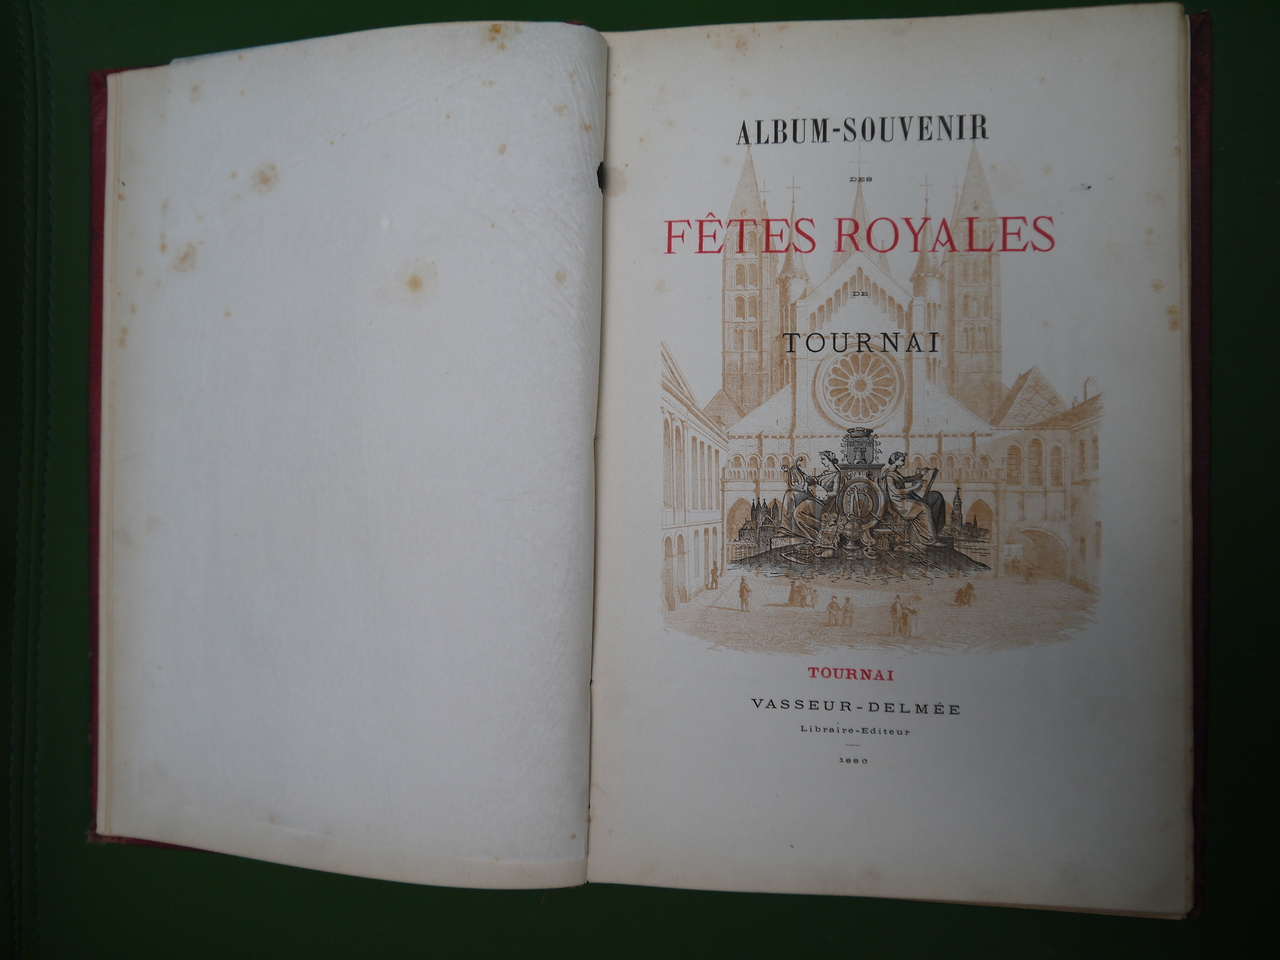 ALBUM-SOUVENIR
DES
FÊTES ROYALES
DE
TOURNAI
TOURNAI
VASSEUR-DELMÉE
Libraire-Editeur
1880